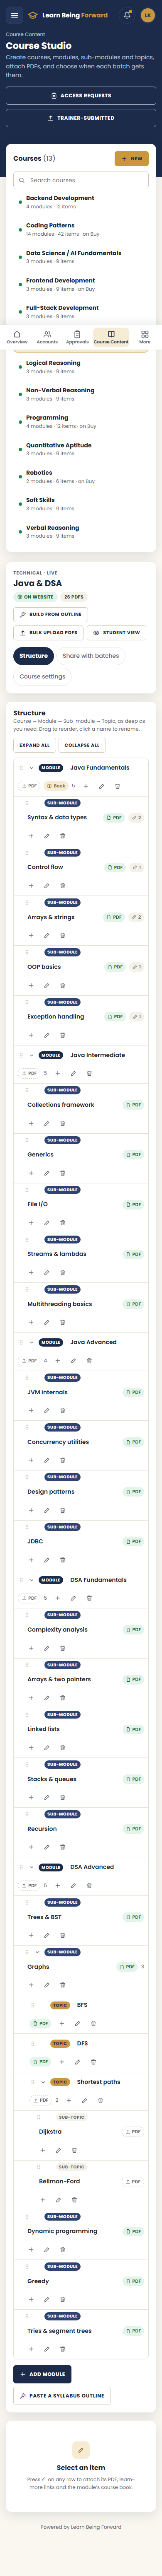 Learn Being Forward
LK
Course Content
Course Studio
Create courses, modules, sub-modules and topics, attach PDFs, and choose when each batch gets them.
ACCESS REQUESTS
TRAINER-SUBMITTED
Courses (13)
NEW
Search courses
Backend Development
4 modules · 12 items
Coding Patterns
14 modules · 42 items · on Buy
Data Science / AI Fundamentals
3 modules · 9 items
Frontend Development
3 modules · 9 items · on Buy
Full-Stack Development
3 modules · 9 items
Overview
Accounts
Approvals
Course Content
More
Logical Reasoning
3 modules · 9 items
Non-Verbal Reasoning
3 modules · 9 items
Programming
4 modules · 12 items · on Buy
Quantitative Aptitude
3 modules · 9 items
Robotics
2 modules · 6 items · on Buy
Soft Skills
3 modules · 9 items
Verbal Reasoning
3 modules · 9 items
TECHNICAL · LIVE
Java & DSA
ON WEBSITE
26 PDFS
BUILD FROM OUTLINE
BULK UPLOAD PDFS
STUDENT VIEW
Structure
Share with batches
Course settings
Structure
Course → Module → Sub-module → Topic, as deep as you need. Drag to reorder, click a name to rename.
EXPAND ALL
COLLAPSE ALL
MODULE
Java Fundamentals
PDF
Book
5
SUB-MODULE
Syntax & data types
PDF
2
SUB-MODULE
Control flow
PDF
1
SUB-MODULE
Arrays & strings
PDF
2
SUB-MODULE
OOP basics
PDF
1
SUB-MODULE
Exception handling
PDF
1
MODULE
Java Intermediate
PDF
5
SUB-MODULE
Collections framework
PDF
SUB-MODULE
Generics
PDF
SUB-MODULE
File I/O
PDF
SUB-MODULE
Streams & lambdas
PDF
SUB-MODULE
Multithreading basics
PDF
MODULE
Java Advanced
PDF
4
SUB-MODULE
JVM internals
PDF
SUB-MODULE
Concurrency utilities
PDF
SUB-MODULE
Design patterns
PDF
SUB-MODULE
JDBC
PDF
MODULE
DSA Fundamentals
PDF
5
SUB-MODULE
Complexity analysis
PDF
SUB-MODULE
Arrays & two pointers
PDF
SUB-MODULE
Linked lists
PDF
SUB-MODULE
Stacks & queues
PDF
SUB-MODULE
Recursion
PDF
MODULE
DSA Advanced
PDF
5
SUB-MODULE
Trees & BST
PDF
SUB-MODULE
Graphs
PDF
3
TOPIC
BFS
PDF
TOPIC
DFS
PDF
TOPIC
Shortest paths
PDF
2
SUB-TOPIC
Dijkstra
PDF
SUB-TOPIC
Bellman-Ford
PDF
SUB-MODULE
Dynamic programming
PDF
SUB-MODULE
Greedy
PDF
SUB-MODULE
Tries & segment trees
PDF
ADD MODULE
PASTE A SYLLABUS OUTLINE
Select an item
Press on any row to attach its PDF, learn-more links and the module's course book.
Powered by Learn Being Forward